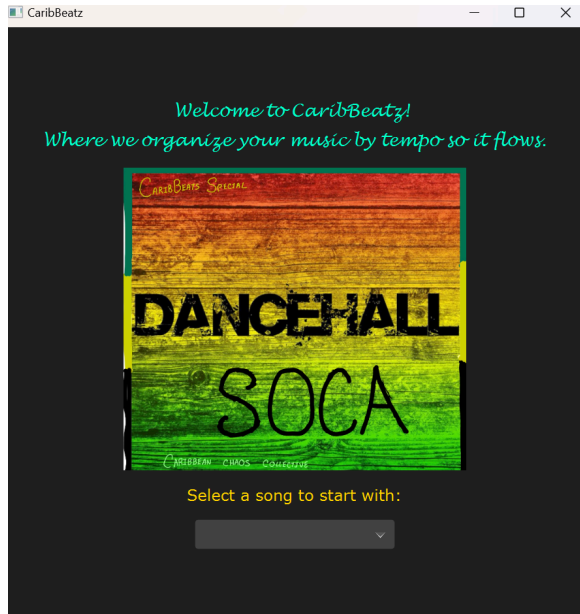 CaribBeatz
Welcome to CaribBeatz!
Where we organize your music by tempo so it flows.
CARIBBEATS SPECIAL
DANCEHALL
SOCA
CARIBBEAN CHAOS COLLECTIVE
Select a song to start with: